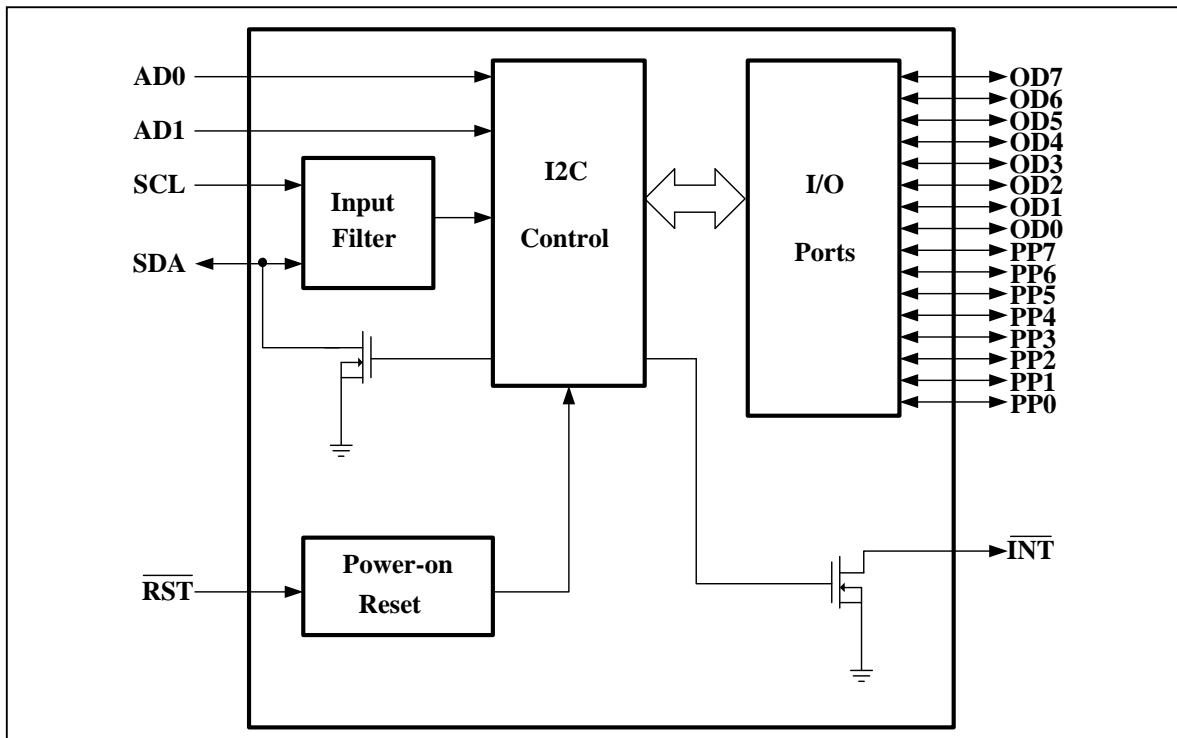 AD0
AD1
SCL
SDA
RST
Input
Filter
I2C
Control
Power-on
Reset
I/O
Ports
OD7
OD6
OD5
OD4
OD3
OD2
OD1
OD0
PP7
PP6
PP5
PP4
PP3
PP2
PP1
PP0
INT